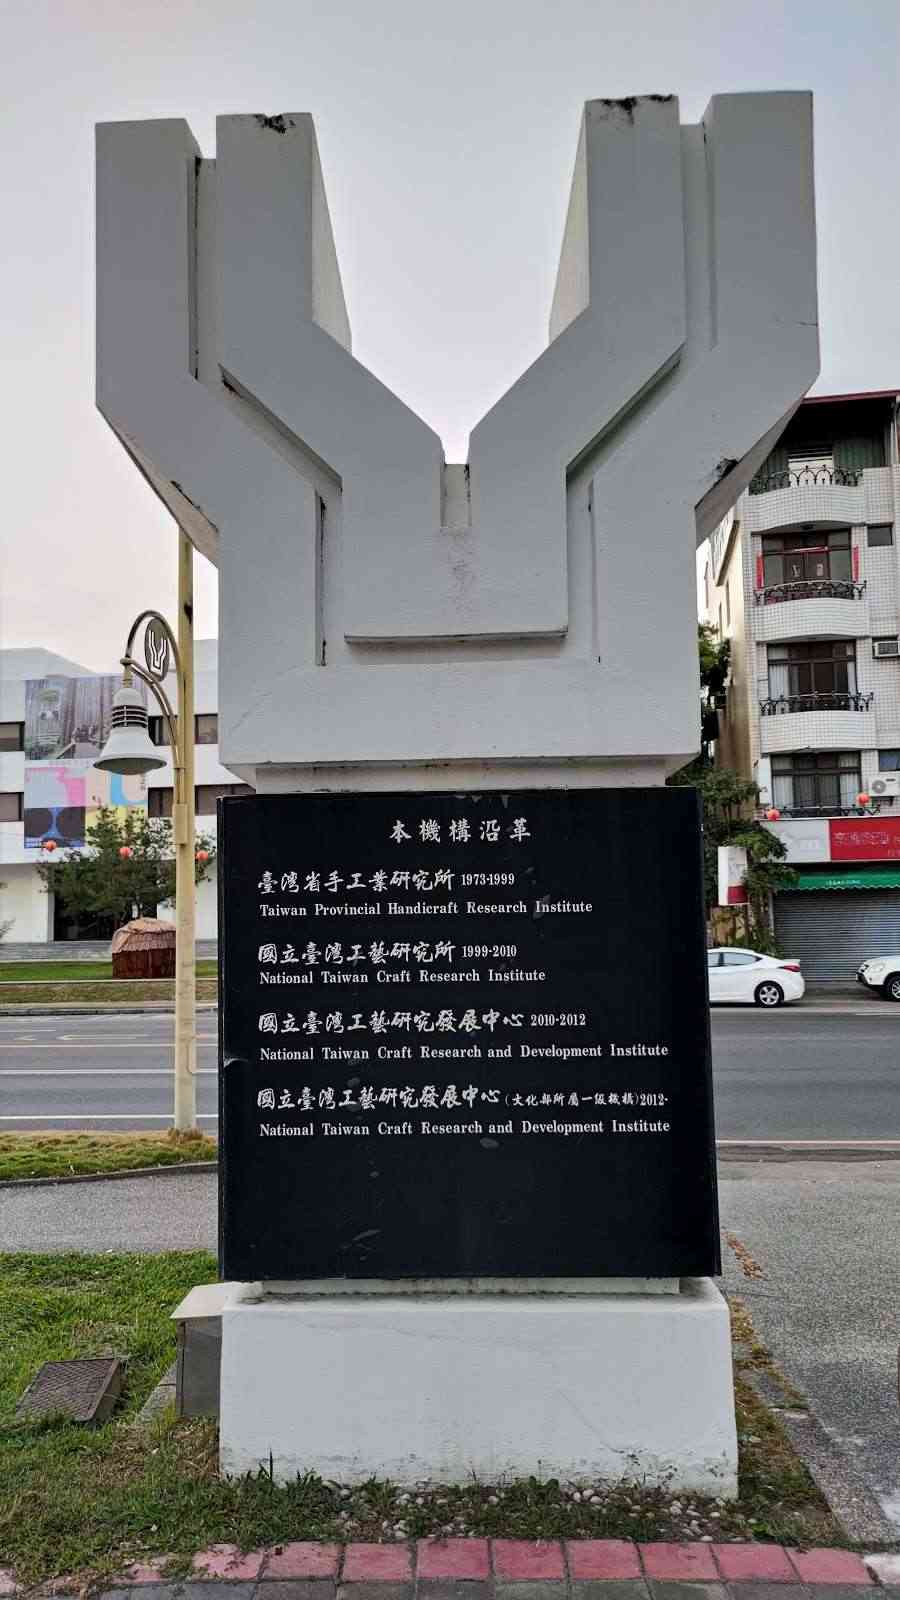 本機構沿革
臺灣省手工業研究所 1973-1999
Taiwan Provincial Handicraft Research Institute
國立臺灣工藝研究所 1999-2010
National Taiwan Craft Research Institute
國立臺灣工藝研究發展中心 2010-2012
National Taiwan Craft Research and Development Institute
國立臺灣工藝研究發展中心（文化部所屬一級機構）2012-
National Taiwan Craft Research and Development Institute